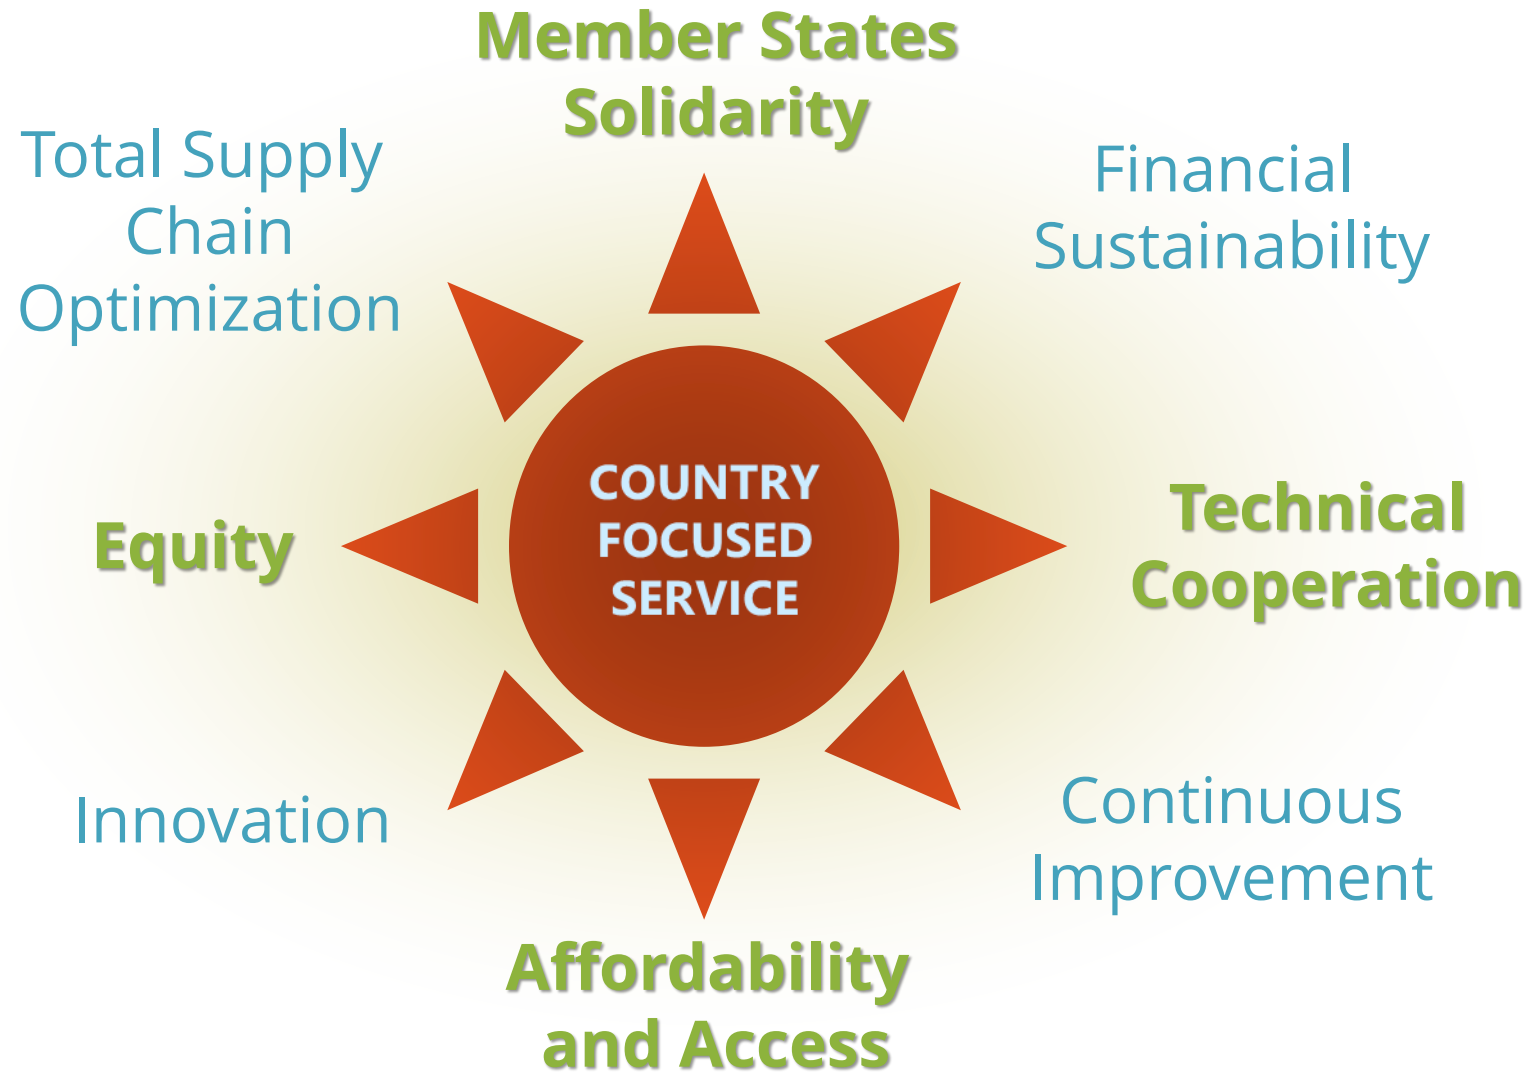 Member States
Solidarity
Total Supply
Chain
Optimization
Financial
Sustainability
COUNTRY
FOCUSED
SERVICE
Equity
Technical
Cooperation
Innovation
Continuous
Improvement
Affordability
and Access